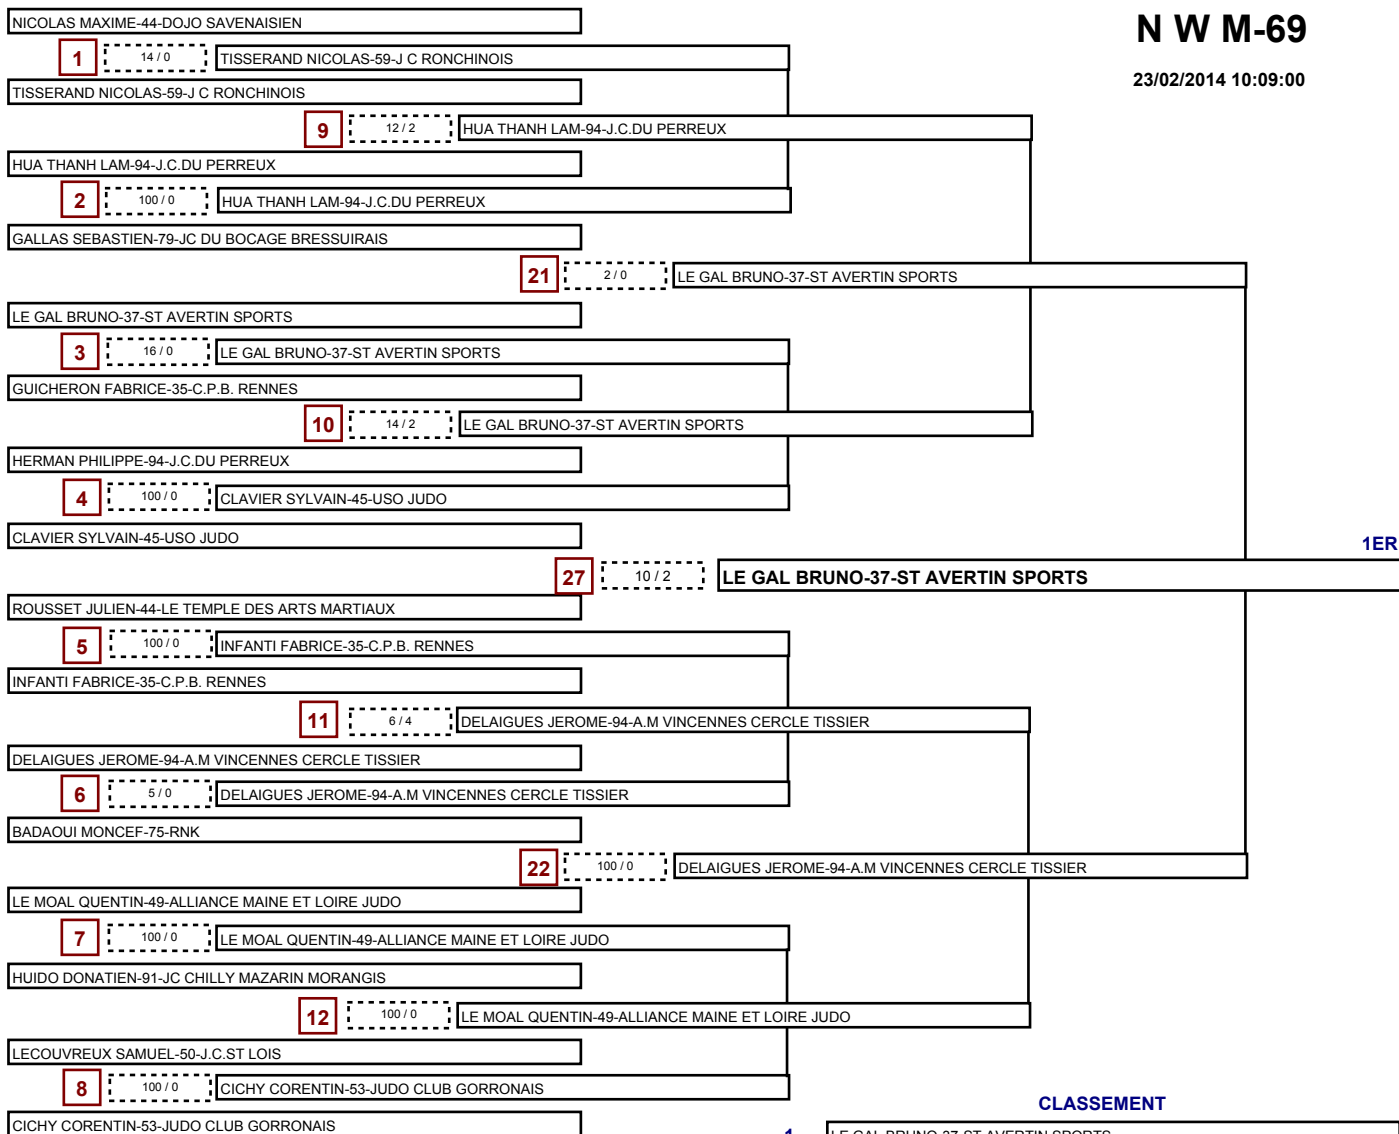 NICOLAS MAXIME-44-DOJO SAVENAISIEN
N W M-69
1 14 / 0 TISSERAND NICOLAS-59-J C RONCHINOIS
23/02/2014 10:09:00
TISSERAND NICOLAS-59-J C RONCHINOIS
9 12 / 2 HUA THANH LAM-94-J.C.DU PERREUX
HUA THANH LAM-94-J.C.DU PERREUX
2 100 / 0 HUA THANH LAM-94-J.C.DU PERREUX
GALLAS SEBASTIEN-79-JC DU BOCAGE BRESSUIRAIS
21 2 / 0 LE GAL BRUNO-37-ST AVERTIN SPORTS
LE GAL BRUNO-37-ST AVERTIN SPORTS
3 16 / 0 LE GAL BRUNO-37-ST AVERTIN SPORTS
GUICHERON FABRICE-35-C.P.B. RENNES
10 14 / 2 LE GAL BRUNO-37-ST AVERTIN SPORTS
HERMAN PHILIPPE-94-J.C.DU PERREUX
4 100 / 0 CLAVIER SYLVAIN-45-USO JUDO
CLAVIER SYLVAIN-45-USO JUDO
1ER
27 10 / 2 LE GAL BRUNO-37-ST AVERTIN SPORTS
ROUSSET JULIEN-44-LE TEMPLE DES ARTS MARTIAUX
5 100 / 0 INFANTI FABRICE-35-C.P.B. RENNES
INFANTI FABRICE-35-C.P.B. RENNES
11 6 / 4 DELAIGUES JEROME-94-A.M VINCENNES CERCLE TISSIER
DELAIGUES JEROME-94-A.M VINCENNES CERCLE TISSIER
6 5 / 0 DELAIGUES JEROME-94-A.M VINCENNES CERCLE TISSIER
BADAOUI MONCEF-75-RNK
22 100 / 0 DELAIGUES JEROME-94-A.M VINCENNES CERCLE TISSIER
LE MOAL QUENTIN-49-ALLIANCE MAINE ET LOIRE JUDO
7 100 / 0 LE MOAL QUENTIN-49-ALLIANCE MAINE ET LOIRE JUDO
HUIDO DONATIEN-91-JC CHILLY MAZARIN MORANGIS
12 100 / 0 LE MOAL QUENTIN-49-ALLIANCE MAINE ET LOIRE JUDO
LECOUVREUX SAMUEL-50-J.C.ST LOIS
8 100 / 0 CICHY CORENTIN-53-JUDO CLUB GORRONAIS
CLASSEMENT
CICHY CORENTIN-53-JUDO CLUB GORRONAIS
1 LE GAL BRUNO-37-ST AVERTIN SPORTS